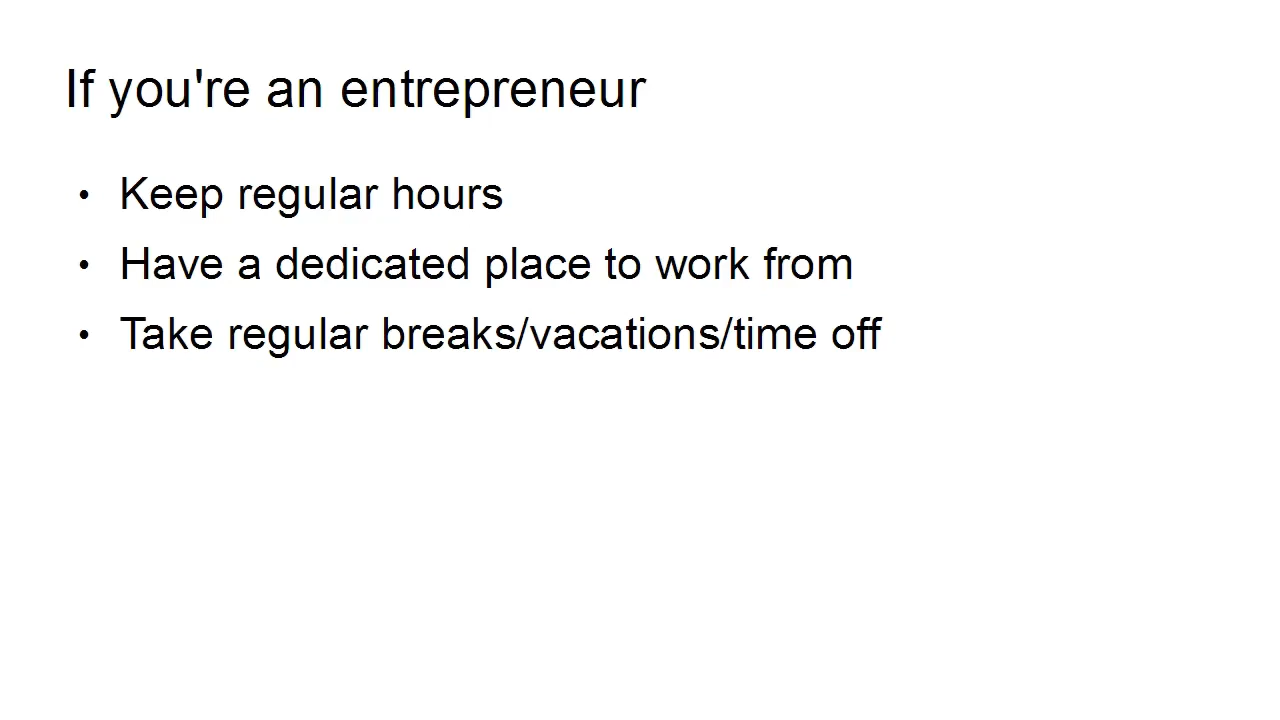 If you're an entrepreneur
• Keep regular hours
• Have a dedicated place to work from
• Take regular breaks/vacations/time off